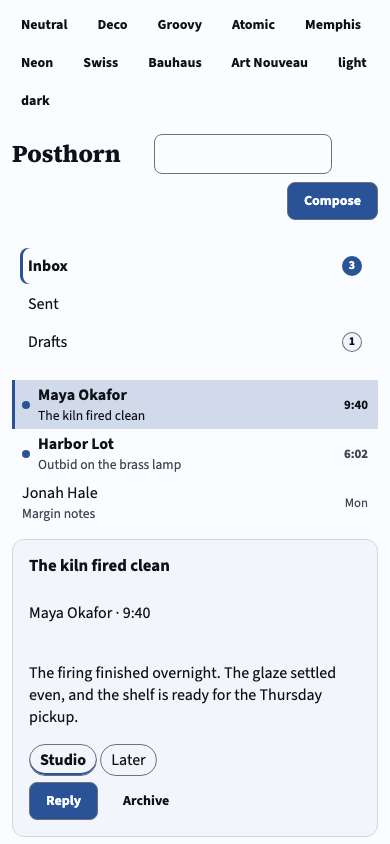 Neutral Deco Groovy Atomic Memphis
Neon Swiss Bauhaus Art Nouveau light
dark
Posthorn
Compose
Inbox 3
Sent
Drafts 1
Maya Okafor 9:40
The kiln fired clean
Harbor Lot 6:02
Outbid on the brass lamp
Jonah Hale Mon
Margin notes
The kiln fired clean
Maya Okafor · 9:40
The firing finished overnight. The glaze settled
even, and the shelf is ready for the Thursday
pickup.
Studio Later
Reply Archive